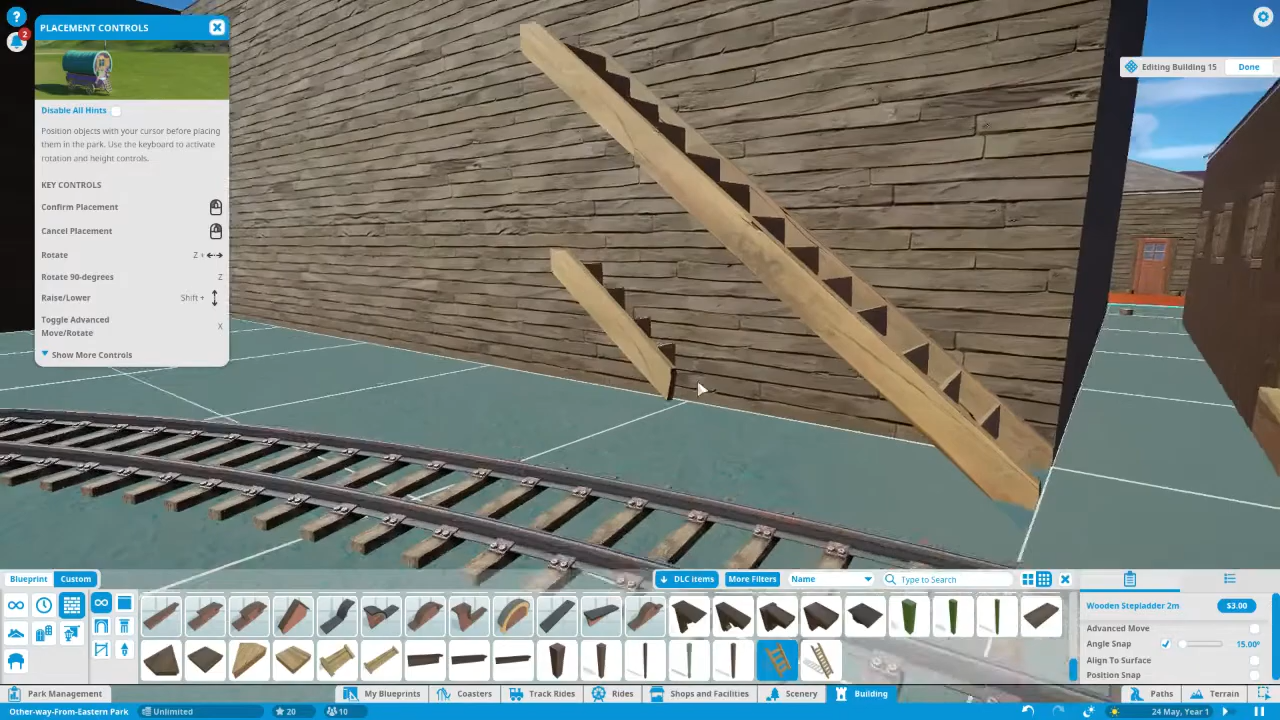 PLACEMENT CONTROLS
2
Disable All Hints
Position objects with your cursor before placing
them in the park. Use the keyboard to activate
rotation and height controls.
KEY CONTROLS
Confirm Placement
Cancel Placement
Rotate Z +
Rotate 90-degrees Z
Raise/Lower Shift +
Toggle Advanced
Move/Rotate X
Show More Controls
Editing Building 15 Done
Blueprint Custom
DLC items More Filters Name Type to Search
Wooden Stepladder 2m $3.00
Advanced Move
Angle Snap 15.00°
Align To Surface
Position Snap
Park Management My Blueprints Coasters Track Rides Rides Shops and Facilities Scenery Building Paths Terrain
Other-way-From-Eastern Park Unlimited 20 10 24 May, Year 1